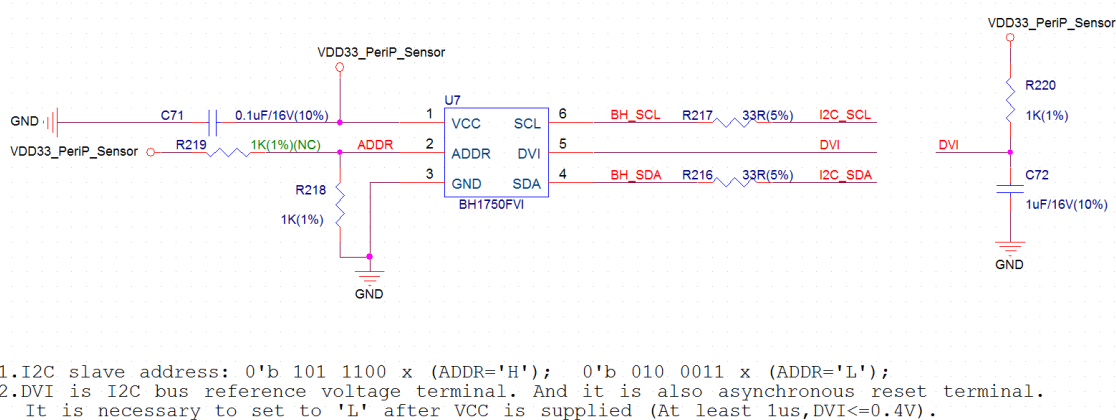 VDD33_PeriP_Sensor
VDD33_PeriP_Sensor
R220
1K(1%)
U7
GND
C71
0.1uF/16V(10%)
1
VCC
SCL
6
BH_SCL
R217
33R(5%)
I2C_SCL
VDD33_PeriP_Sensor
R219
1K(1%)(NC)
ADDR
2
ADDR
DVI
5
DVI
DVI
R218
1K(1%)
3
GND
SDA
4
BH_SDA
R216
33R(5%)
I2C_SDA
C72
1uF/16V(10%)
BH1750FVI
GND
GND
1.I2C slave address: 0'b 101 1100 x (ADDR='H'); 0'b 010 0011 x (ADDR='L');
2.DVI is I2C bus reference voltage terminal. And it is also asynchronous reset terminal.
It is necessary to set to 'L' after VCC is supplied (At least 1us,DVI<=0.4V).